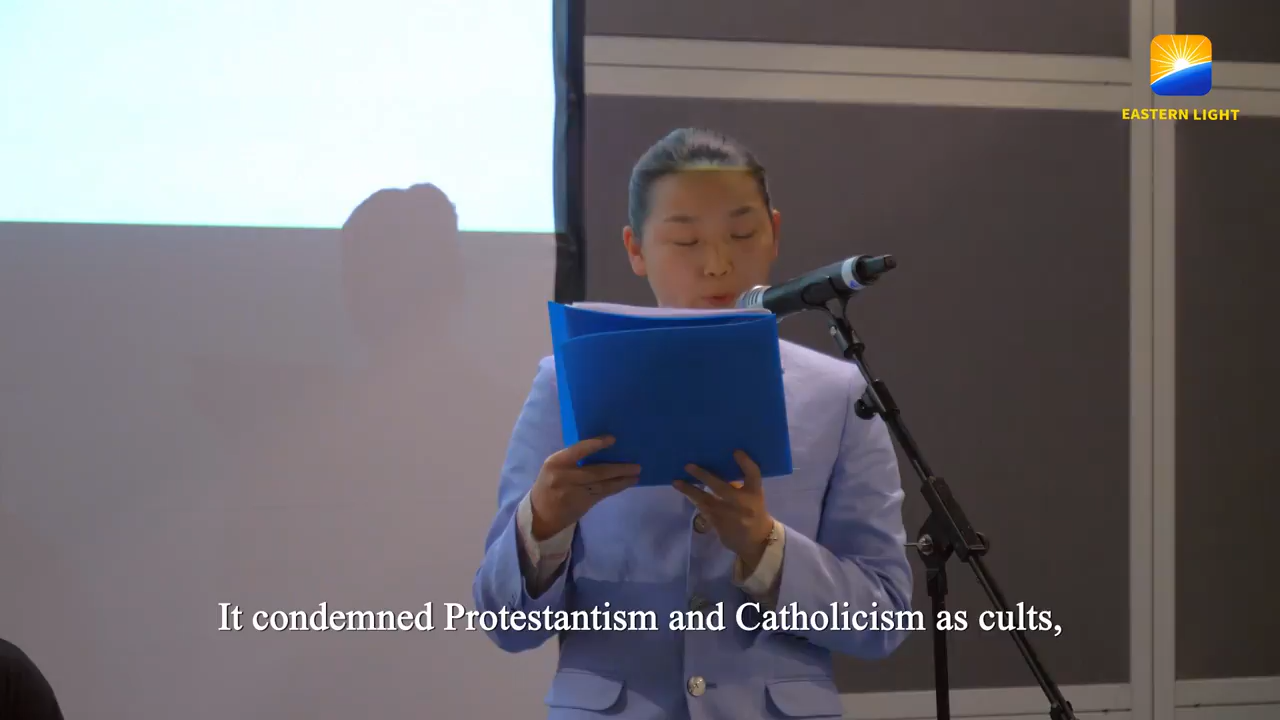 EASTERN LIGHT
It condemned Protestantism and Catholicism as cults,